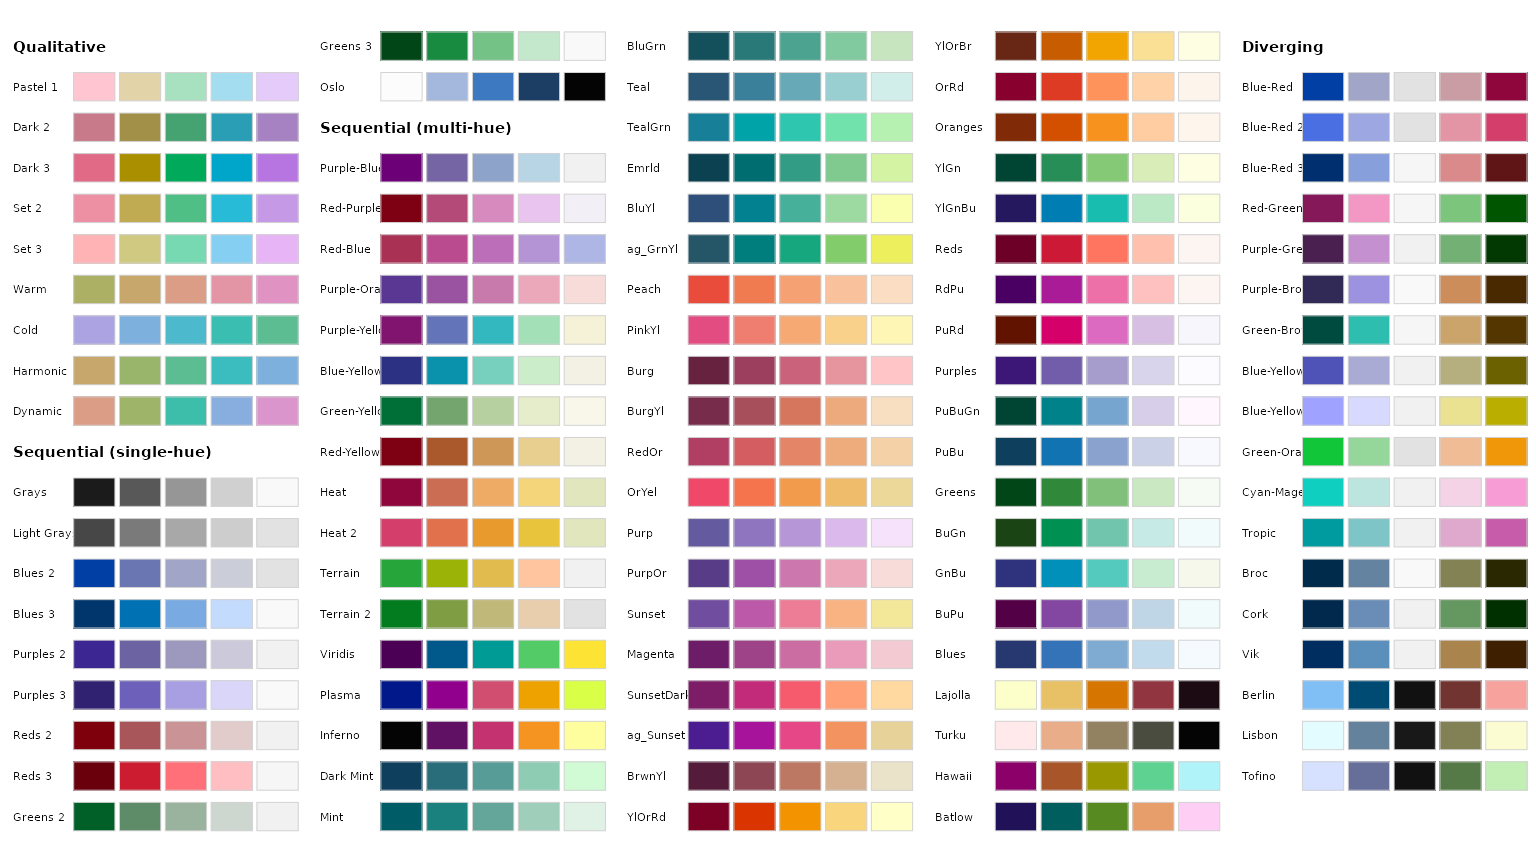 Qualitative
Pastel 1
Dark 2
Dark 3
Set 2
Set 3
Warm
Cold
Harmonic
Dynamic
Sequential (single-hue)
Grays
Light Gray
Blues 2
Blues 3
Purples 2
Purples 3
Reds 2
Reds 3
Greens 2
Greens 3
Oslo
Sequential (multi-hue)
Purple-Blu
Red-Purple
Red-Blue
Purple-Ora
Purple-Yell
Blue-Yellow
Green-Yell
Red-Yellow
Heat
Heat 2
Terrain
Terrain 2
Viridis
Plasma
Inferno
Dark Mint
Mint
BluGrn
Teal
TealGrn
Emrld
BluYl
ag_GrnYl
Peach
PinkYl
Burg
BurgYl
RedOr
OrYel
Purp
PurpOr
Sunset
Magenta
SunsetDark
ag_Sunset
BrwnYl
YlOrRd
YlOrBr
OrRd
Oranges
YlGn
YlGnBu
Reds
RdPu
PuRd
Purples
PuBuGn
PuBu
Greens
BuGn
GnBu
BuPu
Blues
Lajolla
Turku
Hawaii
Batlow
Diverging
Blue-Red
Blue-Red 2
Blue-Red 3
Red-Green
Purple-Gre
Purple-Bro
Green-Bro
Blue-Yellow
Blue-Yellow
Green-Ora
Cyan-Mage
Tropic
Broc
Cork
Vik
Berlin
Lisbon
Tofino